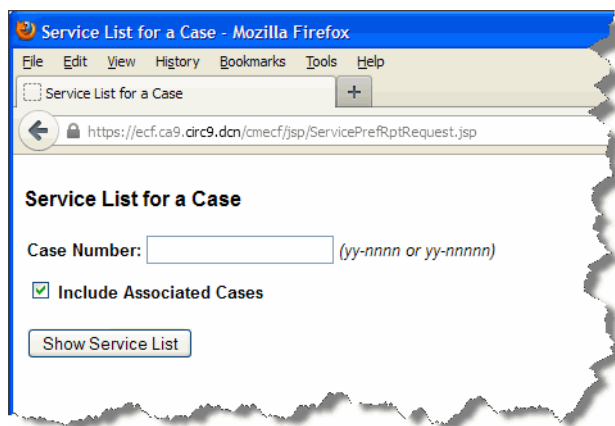 Service List for a Case - Mozilla Firefox
File Edit View History Bookmarks Tools Help
Service List for a Case +
https://ecf.ca9.circ9.dcn/cmecf/jsp/ServicePrefRptRequest.jsp
Service List for a Case
Case Number: (yy-nnnn or yy-nnnnn)
Include Associated Cases
Show Service List